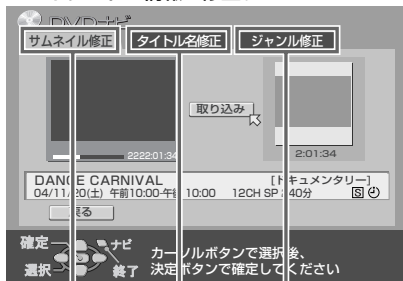 DVDナビ
サムネイル修正 タイトル名修正 ジャンル修正
取り込み
2222:01:34
2:01:34
DANCE CARNIVAL [ドキュメンタリー]
04/11/20(土) 午前10:00-午前 10:00 12CH SP 40分 S
戻る
確定 ナビ
選択 終了
カーソルボタンで選択後、
決定ボタンで確定してください